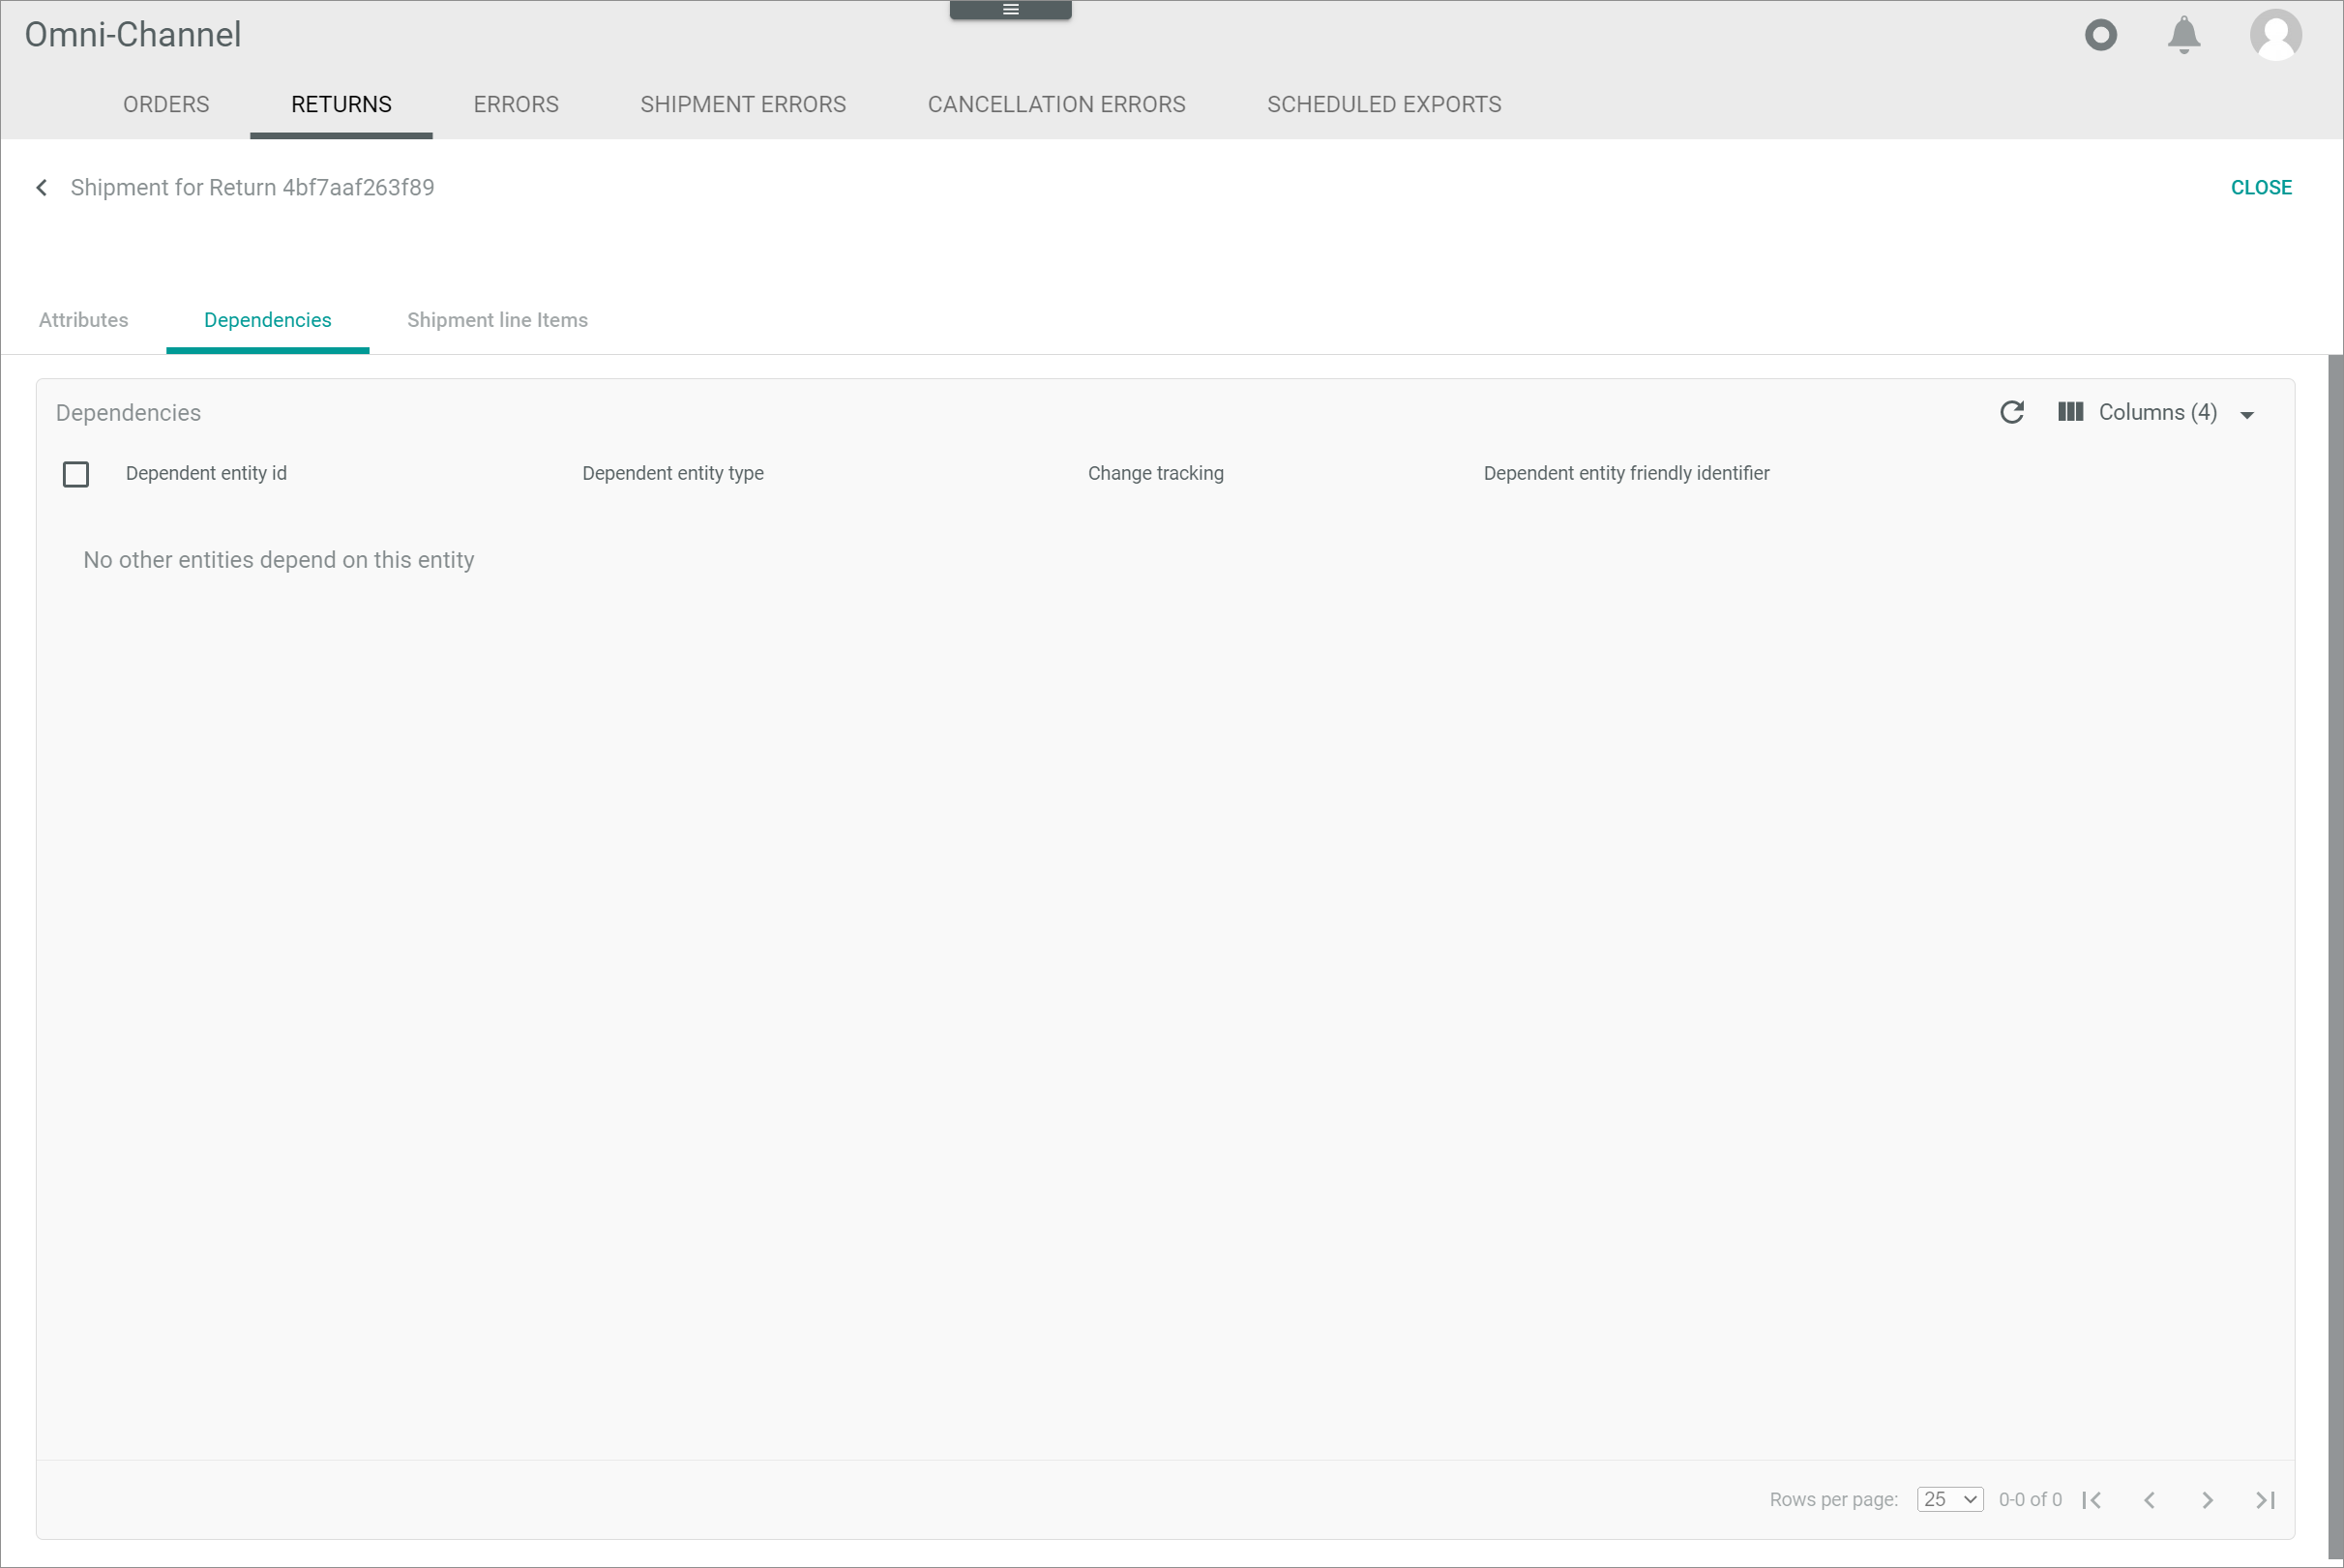 Omni-Channel
ORDERS RETURNS ERRORS SHIPMENT ERRORS CANCELLATION ERRORS SCHEDULED EXPORTS
Shipment for Return 4bf7aaf263f89 CLOSE
Attributes Dependencies Shipment line Items
Dependencies Columns (4)
Dependent entity id Dependent entity type Change tracking Dependent entity friendly identifier
No other entities depend on this entity
Rows per page: 25 0-0 of 0